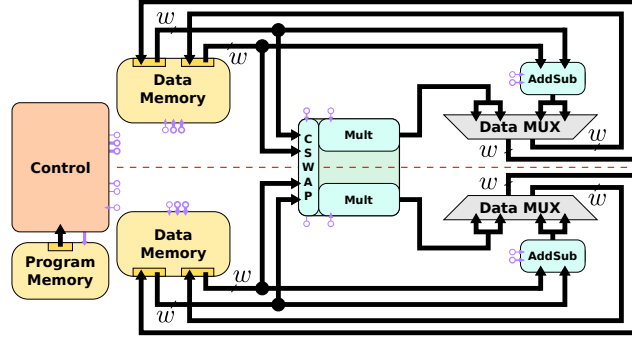 w
w
Data
Memory
AddSub
Data MUX
w
w
Control
C
S
W
A
P
Mult
Mult
Data
Memory
Program
Memory
w
w
Data MUX
AddSub
w
w